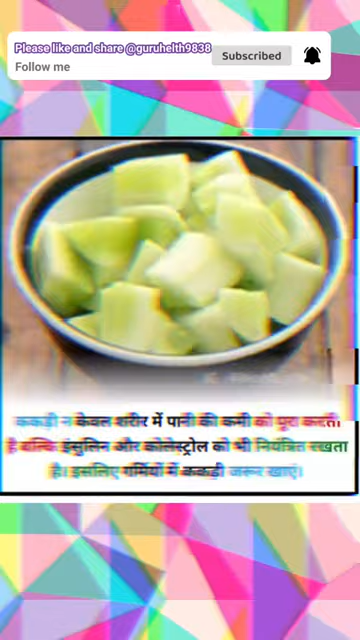 Please like and share @guruhelth9838
Subscribed
Follow me
ककड़ी न केवल शरीर में पानी की कमी को पूरा करती
है बल्कि इंसुलिन और कोलेस्ट्रोल को भी नियंत्रित रखता
है। इसलिए गर्मियों में ककड़ी जरूर खाएं।